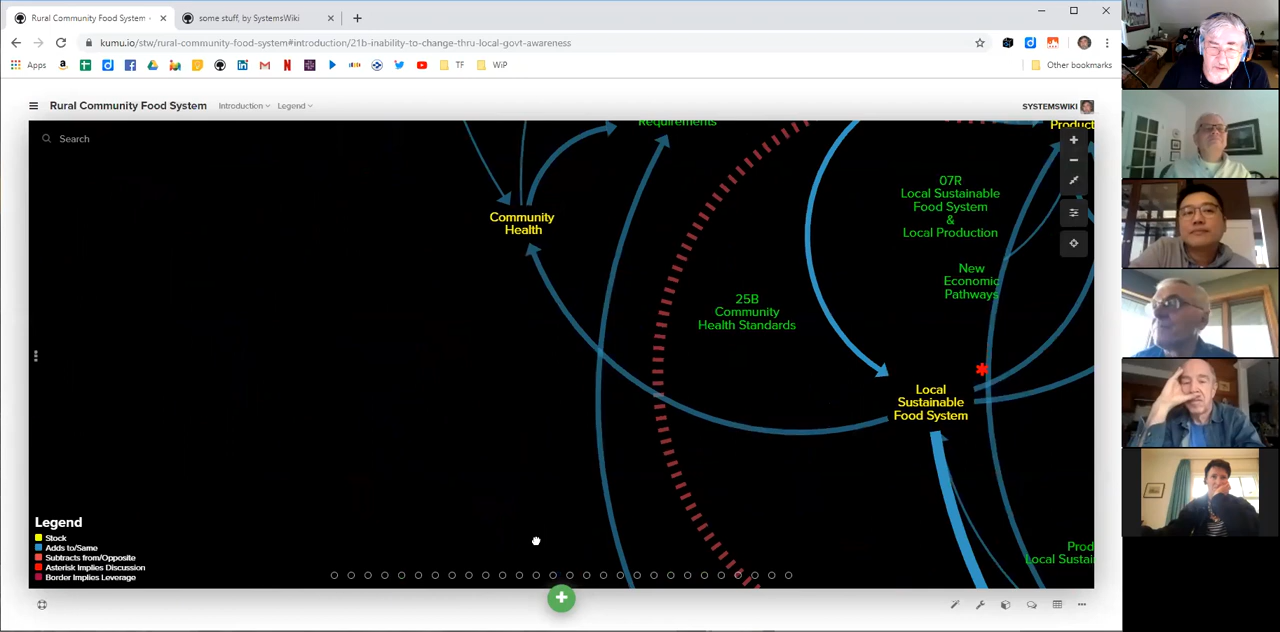 Rural Community Food System -
some stuff, by SystemsWiki
kumu.io/stw/rural-community-food-system#introduction/21b-inability-to-change-thru-local-govt-awareness
Apps
TF
WiP
Other bookmarks
Rural Community Food System
Introduction
Legend
SYSTEMSWIKI
Search
Requirements
Product
Community
Health
07R
Local Sustainable
Food System
&
Local Production
New
Economic
Pathways
25B
Community
Health Standards
Local
Sustainable
Food System
Prod
Local Sustai
Legend
Stock
Adds to/Same
Subtracts from/Opposite
Asterisk Implies Discussion
Border Implies Leverage